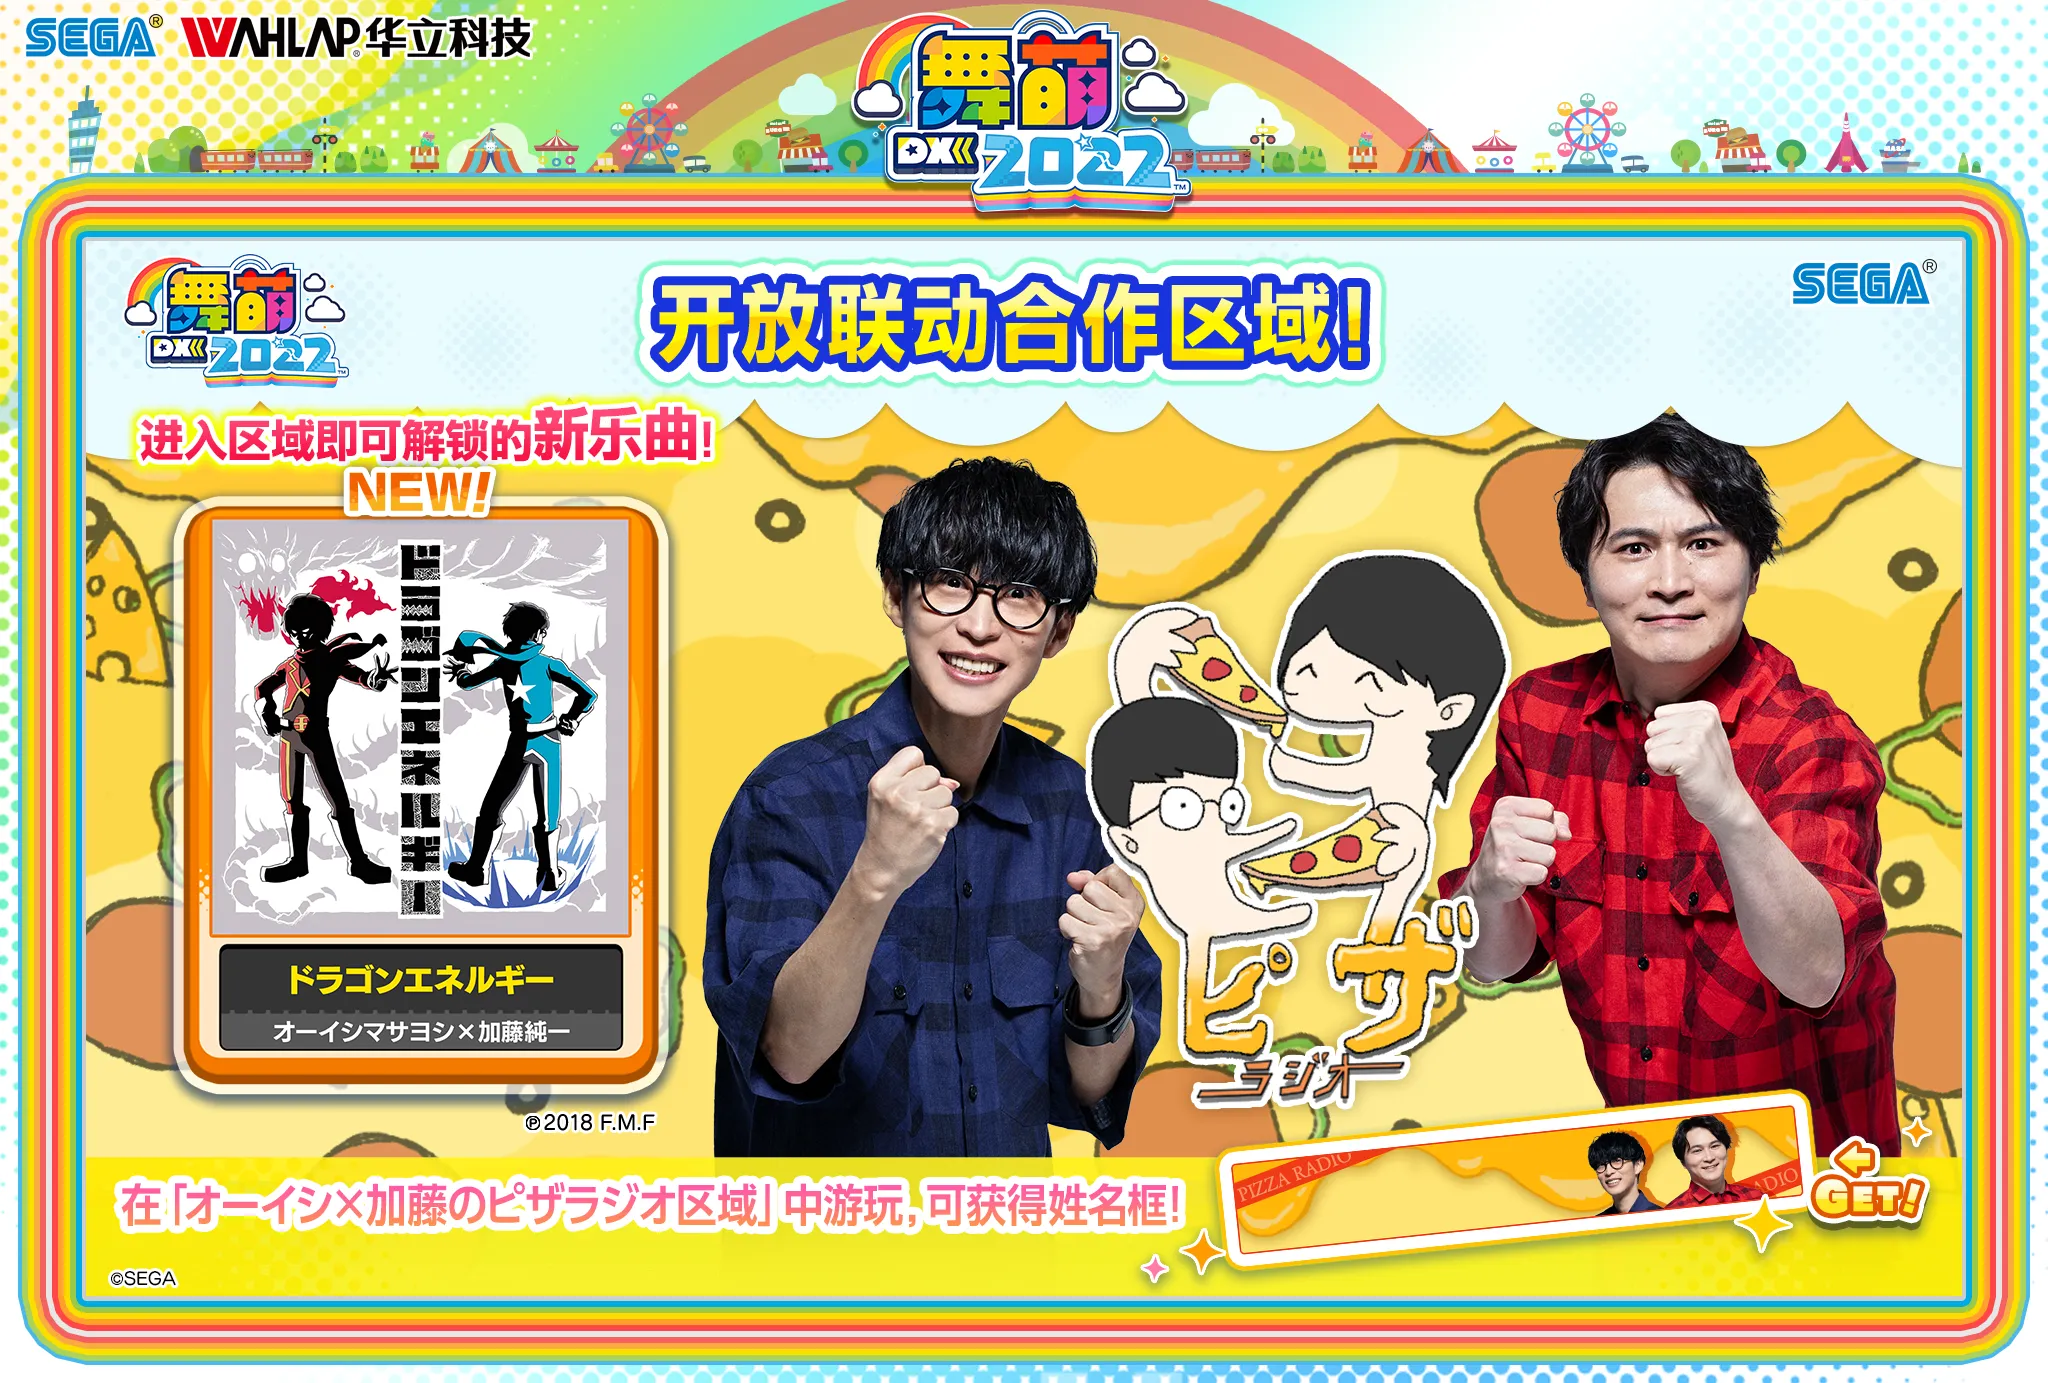 SEGA®
WAHLAP®华立科技
舞萌
DX
2022™
舞萌
DX
2022™
开放联动合作区域!
SEGA®
进入区域即可解锁的新乐曲!
NEW!
ドラゴンエネルギー
ドラゴンエネルギー
オーイシマサヨシ×加藤純一
℗2018 F.M.F
ピザ
ラジオ
在「オーイシ×加藤のピザラジオ区域」中游玩,可获得姓名框!
PIZZA RADIO
RADIO
GET!
©SEGA